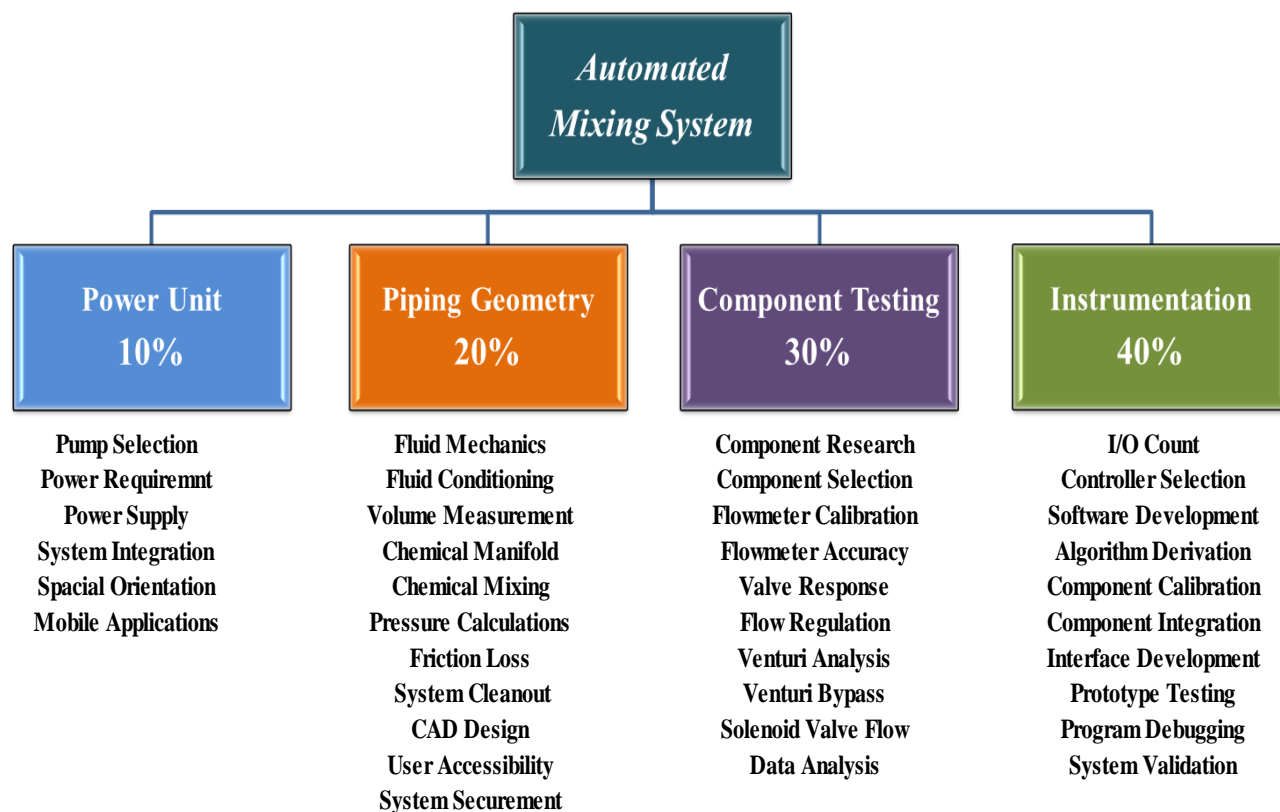 Automated
Mixing System
Power Unit
10%
Pump Selection
Power Requiremnt
Power Supply
System Integration
Spacial Orientation
Mobile Applications
Piping Geometry
20%
Fluid Mechanics
Fluid Conditioning
Volume Measurement
Chemical Manifold
Chemical Mixing
Pressure Calculations
Friction Loss
System Cleanout
CAD Design
User Accessibility
System Securement
Component Testing
30%
Component Research
Component Selection
Flowmeter Calibration
Flowmeter Accuracy
Valve Response
Flow Regulation
Venturi Analysis
Venturi Bypass
Solenoid Valve Flow
Data Analysis
Instrumentation
40%
I/O Count
Controller Selection
Software Development
Algorithm Derivation
Component Calibration
Component Integration
Interface Development
Prototype Testing
Program Debugging
System Validation